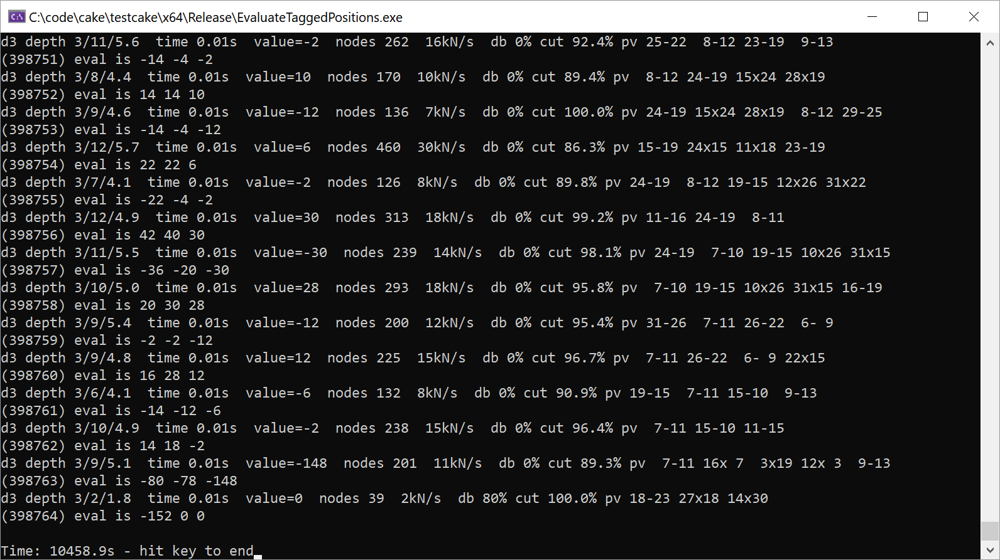 C:\code\cake\testcake\x64\Release\EvaluateTaggedPositions.exe
d3 depth 3/11/5.6  time 0.01s  value=-2  nodes 262  16kN/s  db 0% cut 92.4% pv 25-22  8-12 23-19  9-13
(398751) eval is -14 -4 -2
d3 depth 3/8/4.4  time 0.01s  value=10  nodes 170  10kN/s  db 0% cut 89.4% pv  8-12 24-19 15x24 28x19
(398752) eval is 14 14 10
d3 depth 3/9/4.6  time 0.01s  value=-12  nodes 136  7kN/s  db 0% cut 100.0% pv 24-19 15x24 28x19  8-12 29-25
(398753) eval is -14 -4 -12
d3 depth 3/12/5.7  time 0.01s  value=6  nodes 460  30kN/s  db 0% cut 86.3% pv 15-19 24x15 11x18 23-19
(398754) eval is 22 22 6
d3 depth 3/7/4.1  time 0.01s  value=-2  nodes 126  8kN/s  db 0% cut 89.8% pv 24-19  8-12 19-15 12x26 31x22
(398755) eval is -22 -4 -2
d3 depth 3/12/4.9  time 0.01s  value=30  nodes 313  18kN/s  db 0% cut 99.2% pv 11-16 24-19  8-11
(398756) eval is 42 40 30
d3 depth 3/11/5.5  time 0.01s  value=-30  nodes 239  14kN/s  db 0% cut 98.1% pv 24-19  7-10 19-15 10x26 31x15
(398757) eval is -36 -20 -30
d3 depth 3/10/5.0  time 0.01s  value=28  nodes 293  18kN/s  db 0% cut 95.8% pv  7-10 19-15 10x26 31x15 16-19
(398758) eval is 20 30 28
d3 depth 3/9/5.4  time 0.01s  value=-12  nodes 200  12kN/s  db 0% cut 95.4% pv 31-26  7-11 26-22  6- 9
(398759) eval is -2 -2 -12
d3 depth 3/9/4.8  time 0.01s  value=12  nodes 225  15kN/s  db 0% cut 96.7% pv  7-11 26-22  6- 9 22x15
(398760) eval is 16 28 12
d3 depth 3/6/4.1  time 0.01s  value=-6  nodes 132  8kN/s  db 0% cut 90.9% pv 19-15  7-11 15-10  9-13
(398761) eval is -14 -12 -6
d3 depth 3/10/4.9  time 0.01s  value=-2  nodes 238  15kN/s  db 0% cut 96.4% pv  7-11 15-10 11-15
(398762) eval is 14 18 -2
d3 depth 3/9/5.1  time 0.01s  value=-148  nodes 201  11kN/s  db 0% cut 89.3% pv  7-11 16x 7  3x19 12x 3  9-13
(398763) eval is -80 -78 -148
d3 depth 3/2/1.8  time 0.01s  value=0  nodes 39  2kN/s  db 80% cut 100.0% pv 18-23 27x18 14x30
(398764) eval is -152 0 0
Time: 10458.9s - hit key to end